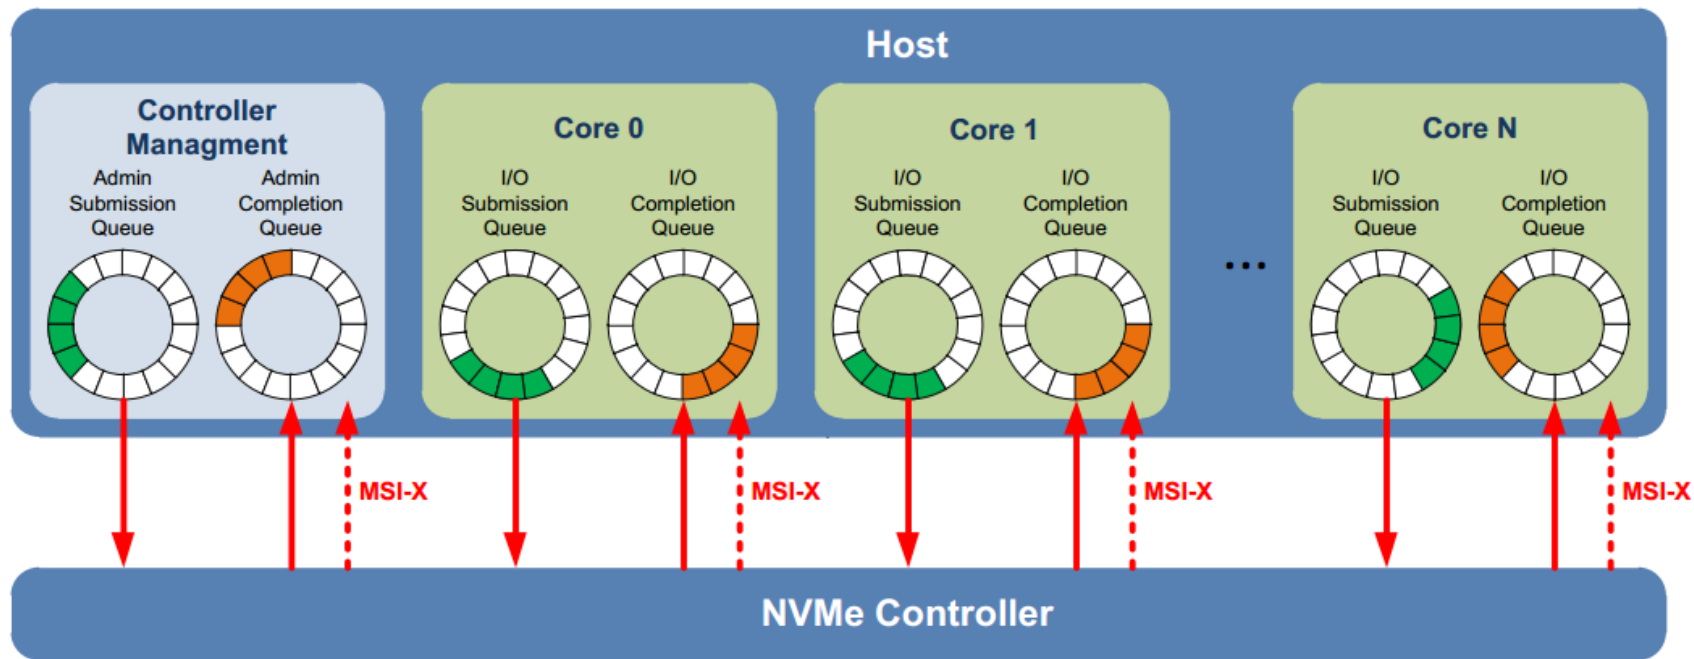 Host
Controller
Managment
Admin
Submission
Queue
Admin
Completion
Queue
Core 0
I/O
Submission
Queue
I/O
Completion
Queue
Core 1
I/O
Submission
Queue
I/O
Completion
Queue
...
Core N
I/O
Submission
Queue
I/O
Completion
Queue
MSI-X
MSI-X
MSI-X
MSI-X
NVMe Controller